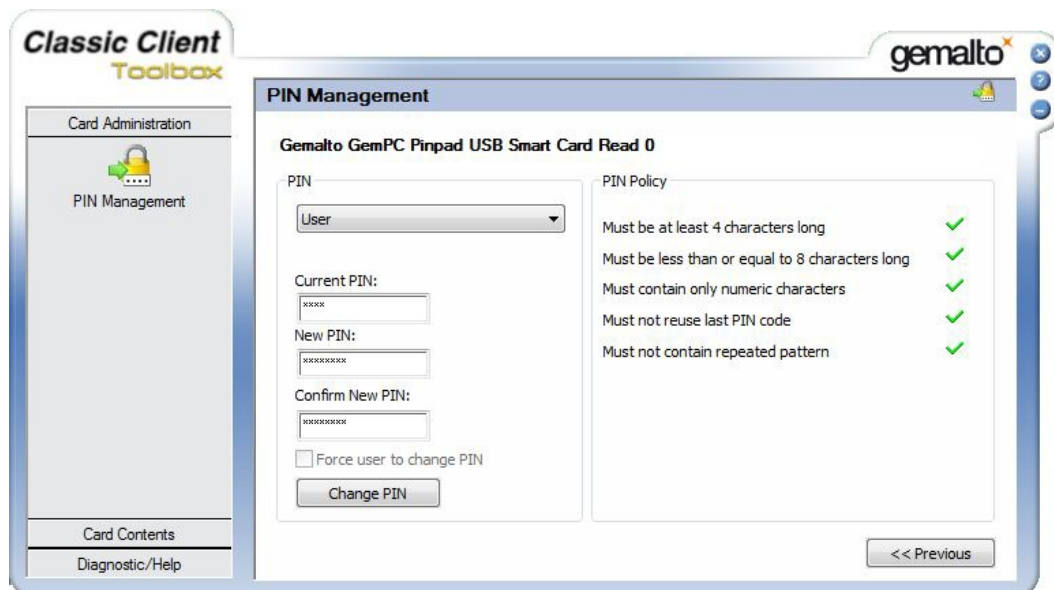 Classic Client
Toolbox
gemalto
PIN Management
Card Administration
PIN Management
Gemalto GemPC Pinpad USB Smart Card Read 0
PIN
User
Current PIN:
****
New PIN:
********
Confirm New PIN:
********
Force user to change PIN
Change PIN
PIN Policy
Must be at least 4 characters long
Must be less than or equal to 8 characters long
Must contain only numeric characters
Must not reuse last PIN code
Must not contain repeated pattern
Card Contents
Diagnostic/Help
<< Previous